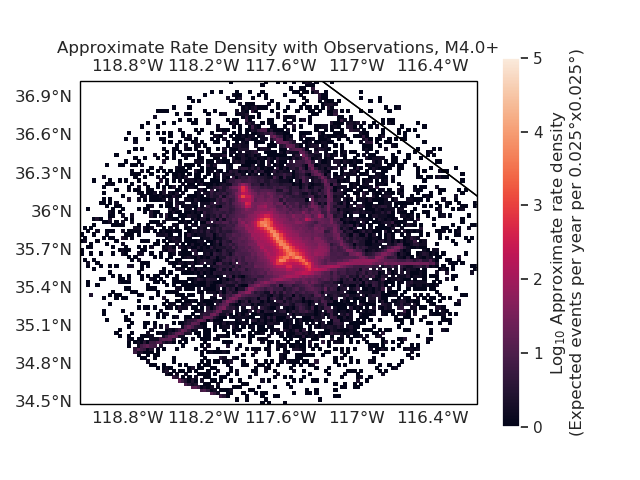 Approximate Rate Density with Observations, M4.0+
118.8°W 118.2°W 117.6°W 117°W 116.4°W
36.9°N
36.6°N
36.3°N
36°N
35.7°N
35.4°N
35.1°N
34.8°N
34.5°N
118.8°W 118.2°W 117.6°W 117°W 116.4°W
5
4
3
2
1
0
Log₁₀ Approximate rate density
(Expected events per year per 0.025°x0.025°)